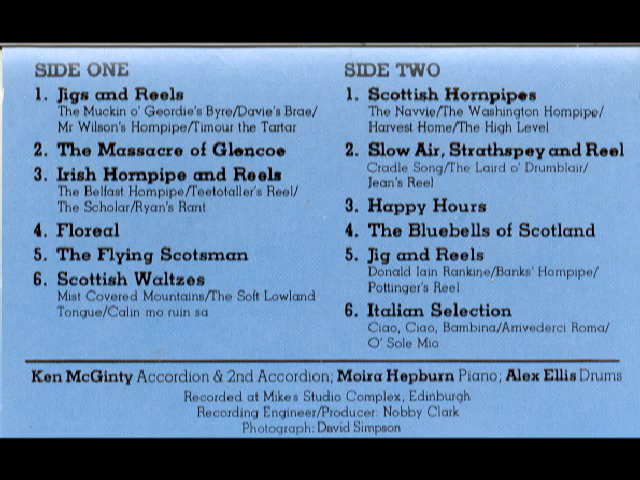 SIDE ONE
1. Jigs and Reels
The Muckin o' Geordie's Byre/Davie's Brae/
Mr Wilson's Hornpipe/Timour the Tartar
2. The Massacre of Glencoe
3. Irish Hornpipe and Reels
The Belfast Hompipe/Teetotaller's Reel/
The Scholar/Ryan's Rant
4. Floreal
5. The Flying Scotsman
6. Scottish Waltzes
Mist Covered Mountains/The Soft Lowland
Tongue/Calin mo ruin sa
SIDE TWO
1. Scottish Hornpipes
The Navvie/The Washington Hompipe/
Harvest Home/The High Level
2. Slow Air, Strathspey and Reel
Cradle Song/The Laird o' Drumblair/
Jean's Reel
3. Happy Hours
4. The Bluebells of Scotland
5. Jig and Reels
Donald Iain Rankine/Banks' Hompipe/
Pottinger's Reel
6. Italian Selection
Ciao, Ciao, Bambina/Arrivederci Roma/
O' Sole Mio
Ken McGinty Accordion & 2nd Accordion; Moira Hepburn Piano; Alex Ellis Drums
Recorded at Mikes Studio Complex, Edinburgh
Recording Engineer/Producer: Nobby Clark
Photograph: David Simpson